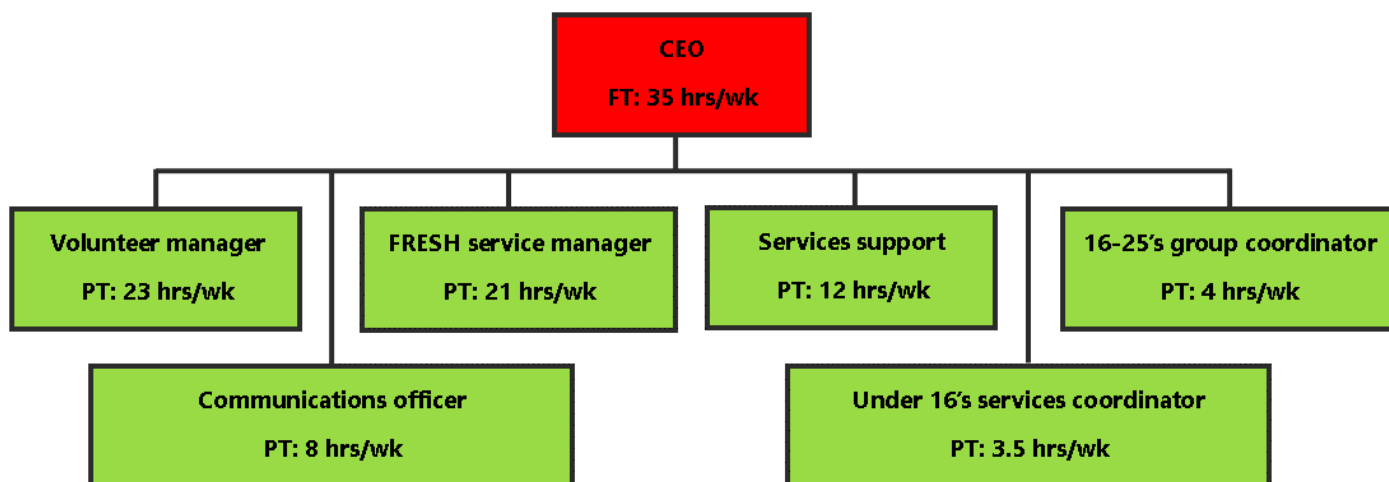 CEO
FT: 35 hrs/wk
Volunteer manager
PT: 23 hrs/wk
FRESH service manager
PT: 21 hrs/wk
Services support
PT: 12 hrs/wk
16-25's group coordinator
PT: 4 hrs/wk
Communications officer
PT: 8 hrs/wk
Under 16's services coordinator
PT: 3.5 hrs/wk